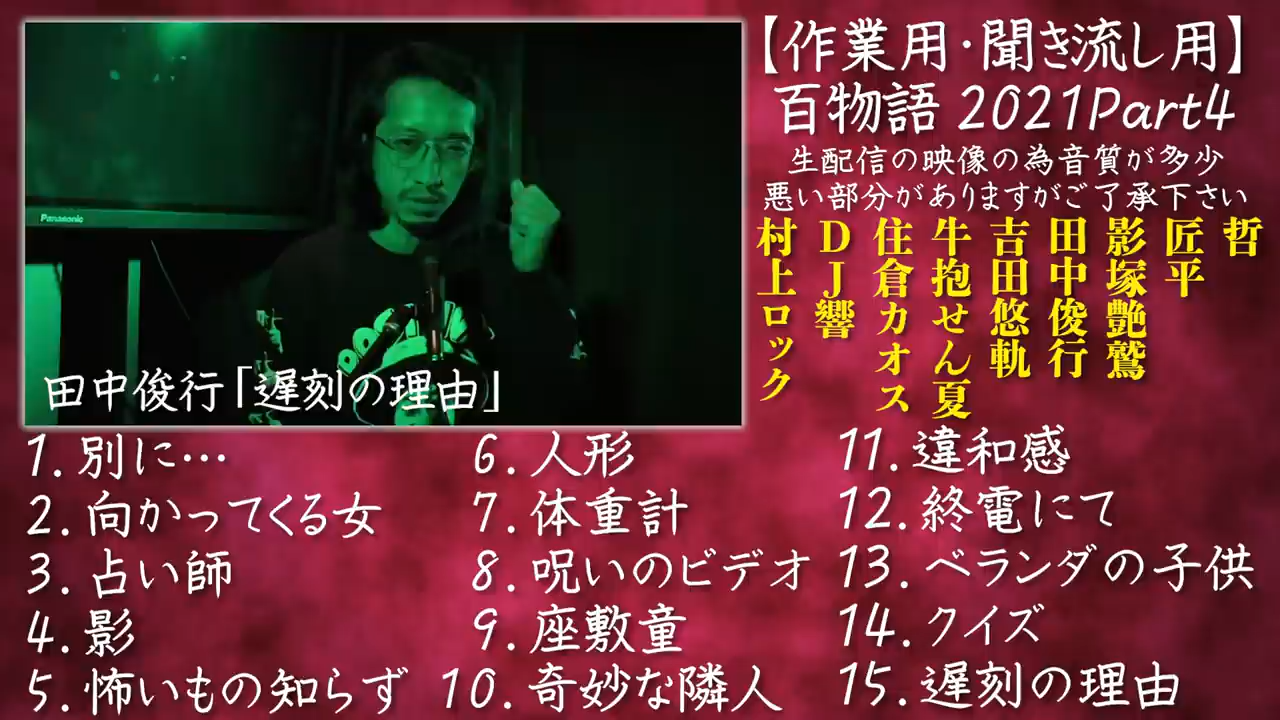 【作業用・聞き流し用】
百物語 2021Part4
生配信の映像の為音質が多少
悪い部分がありますがご了承下さい
哲
匠平
影塚艶鷲
田中俊行
吉田悠軌
牛抱せん夏
住倉カオス
DJ響
村上ロック
Panasonic
田中俊行「遅刻の理由」
1. 別に…
2. 向かってくる女
3. 占い師
4. 影
5. 怖いもの知らず
6. 人形
7. 体重計
8. 呪いのビデオ
9. 座敷童
10. 奇妙な隣人
11. 違和感
12. 終電にて
13. ベランダの子供
14. クイズ
15. 遅刻の理由